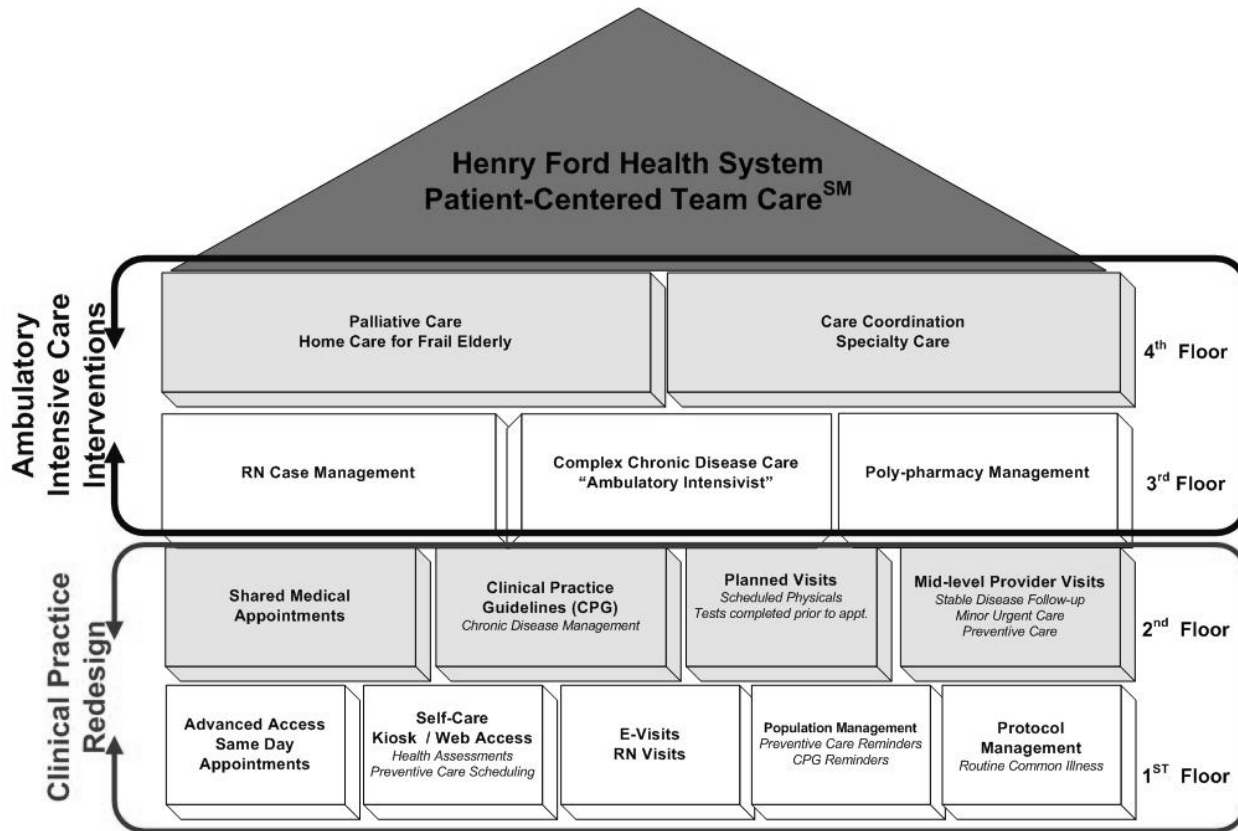 Henry Ford Health System
Patient-Centered Team Care^SM
Ambulatory
Intensive Care
Interventions
Palliative Care
Home Care for Frail Elderly
Care Coordination
Specialty Care
4th Floor
RN Case Management
Complex Chronic Disease Care
“Ambulatory Intensivist”
Poly-pharmacy Management
3rd Floor
Clinical Practice
Redesign
Shared Medical
Appointments
Clinical Practice
Guidelines (CPG)
Chronic Disease Management
Planned Visits
Scheduled Physicals
Tests completed prior to appt.
Mid-level Provider Visits
Stable Disease Follow-up
Minor Urgent Care
Preventive Care
2nd Floor
Advanced Access
Same Day
Appointments
Self-Care
Kiosk / Web Access
Health Assessments
Preventive Care Scheduling
E-Visits
RN Visits
Population Management
Preventive Care Reminders
CPG Reminders
Protocol
Management
Routine Common Illness
1ST Floor